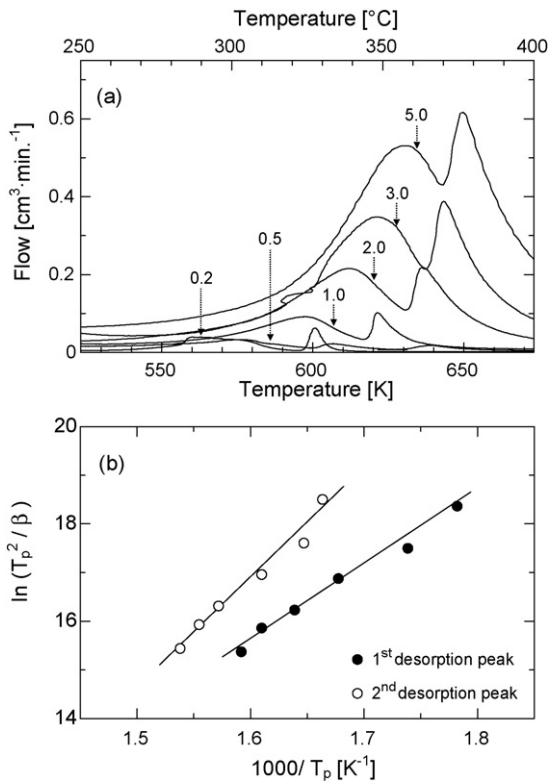 Temperature [°C]
250 300 350 400
(a)
0.6
0.4
0.2
0
Flow [cm³·min.⁻¹]
5.0
3.0
2.0
0.5
0.2
1.0
550 600 650
Temperature [K]
(b)
20
18
16
14
ln (Tp² / β)
1st desorption peak
2nd desorption peak
1.5 1.6 1.7 1.8
1000/ Tp [K⁻¹]